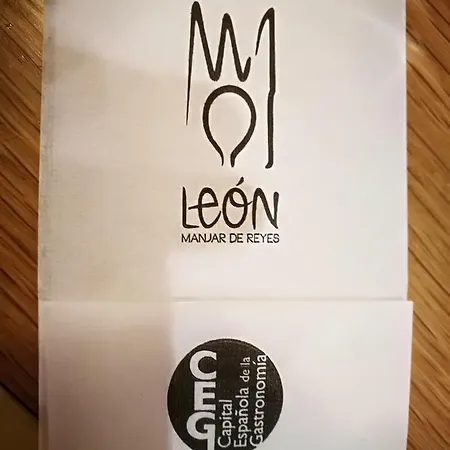 LEÓN
MANJAR DE REYES
CEG
Capital
Española de la
Gastronomía